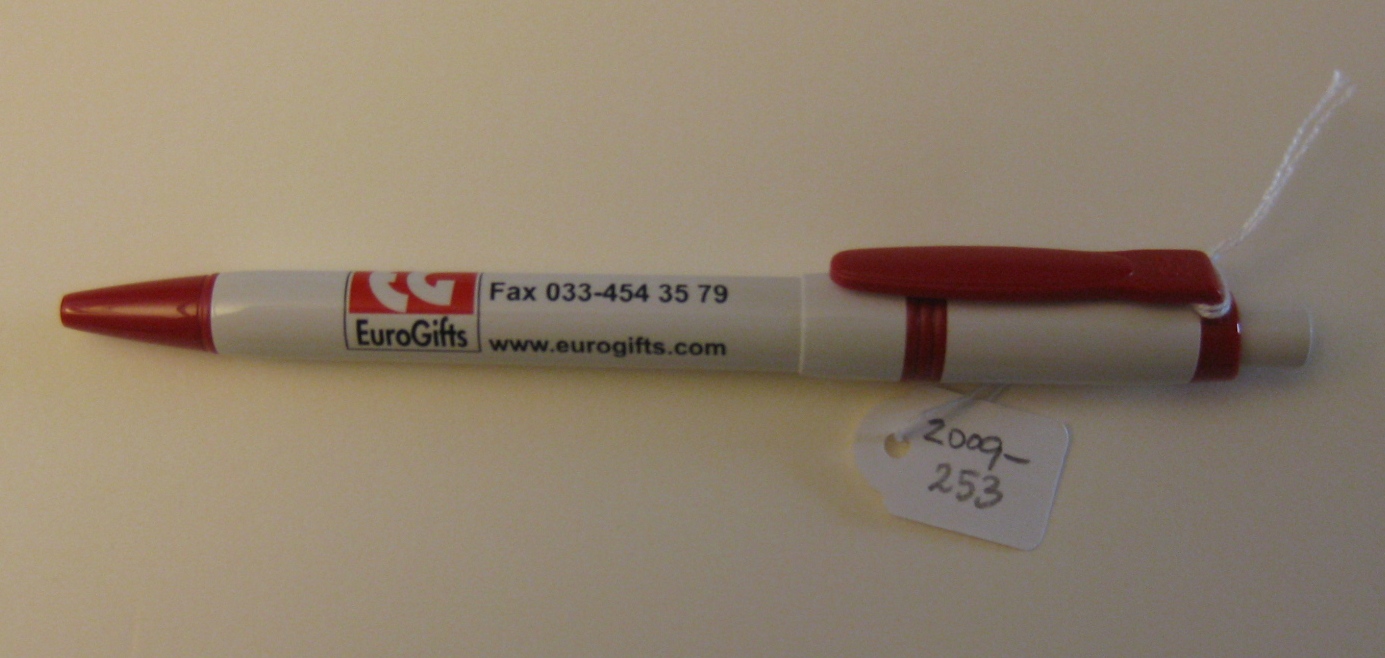 EG
EuroGifts
Fax 033-454 35 79
www.eurogifts.com
2009-
253